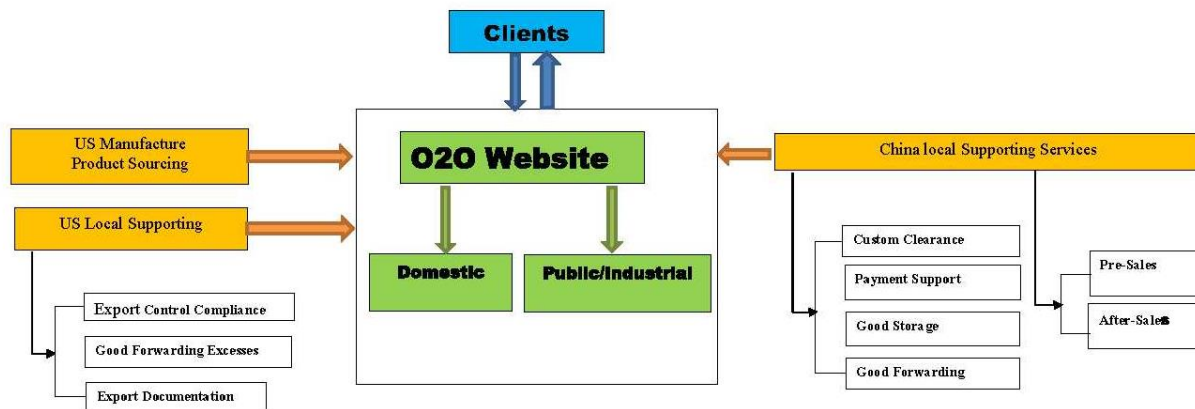 Clients
US Manufacture
Product Sourcing
O2O Website
China local Supporting Services
US Local Supporting
Domestic
Public/Industrial
Custom Clearance
Payment Support
Good Storage
Good Forwarding
Pre-Sales
After-Sales
Export Control Compliance
Good Forwarding Excesses
Export Documentation